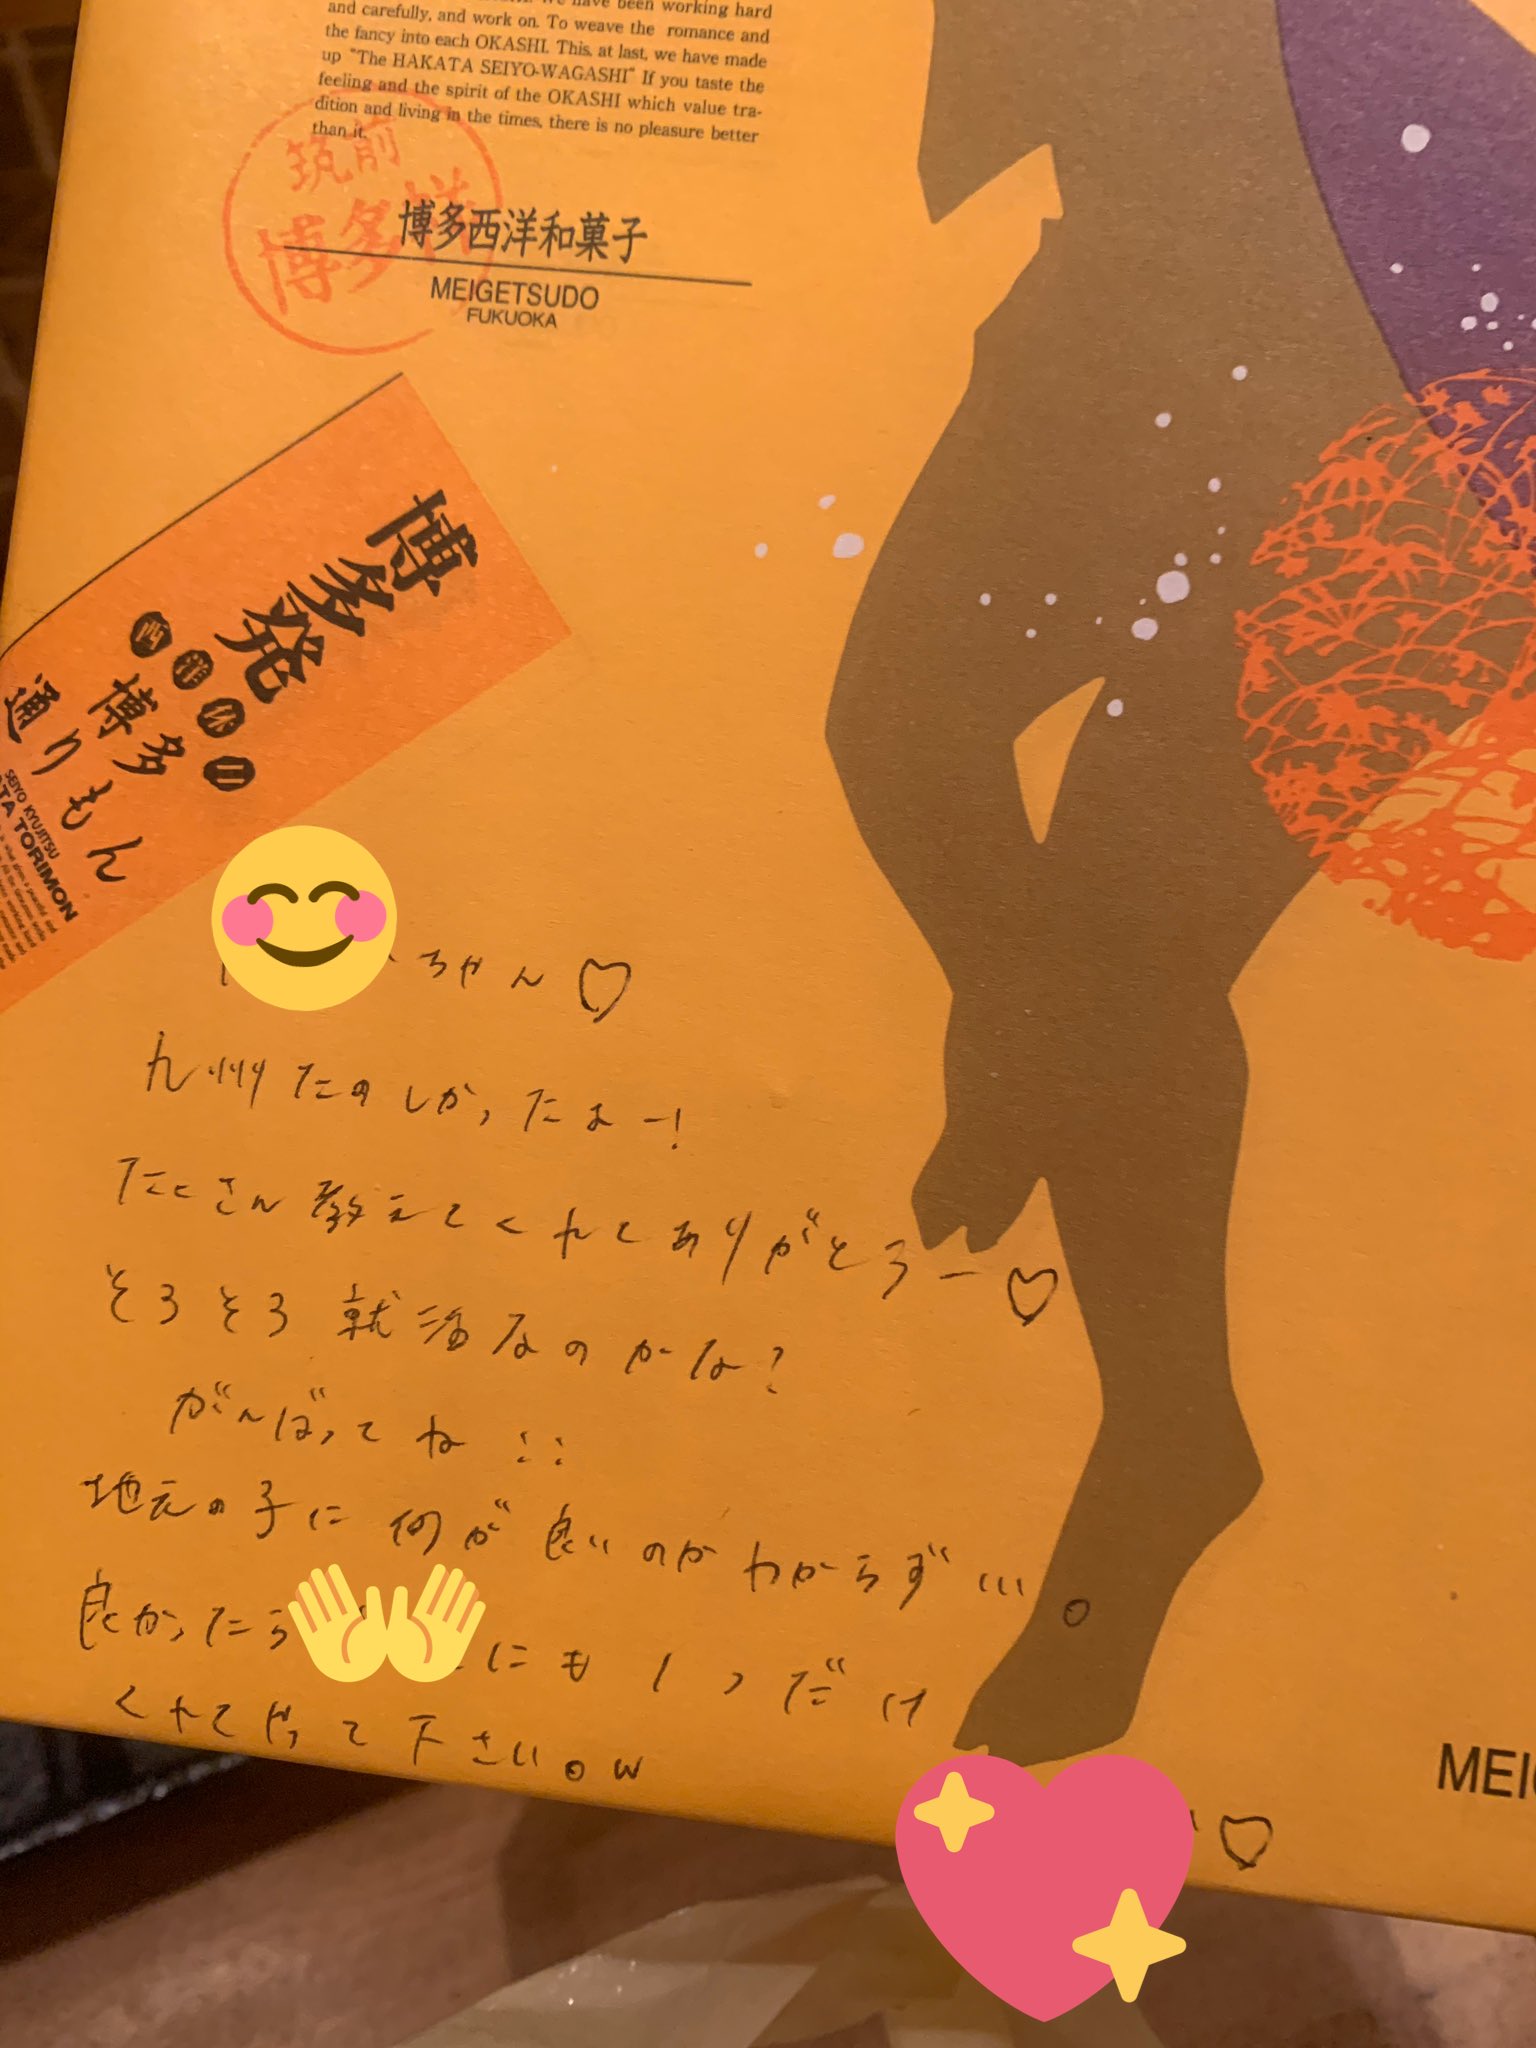 been working hard
and carefully, and work on. To weave the romance and
the fancy into each OKASHI. This, at last, we have made
up "The HAKATA SEIYO-WAGASHI" If you taste the
feeling and the spirit of the OKASHI which value tra-
dition and living in the times, there is no pleasure better
than it.
筑前
博多
博多西洋和菓子
MEIGETSUDO
FUKUOKA
博多発
西洋休日
博多
通りもん
SEIYO KYUJITSU
TA TORIMON
ちゃん♡
九州たのしかったよー!
たくさん教えてくれてありがとうー♡
そろそろ就活なのかな?
がんばってね!!
地元の子に何が良いのかわからず…。
良かったら
にも1つだけ
くれてやって下さい。w
♡
MEIG